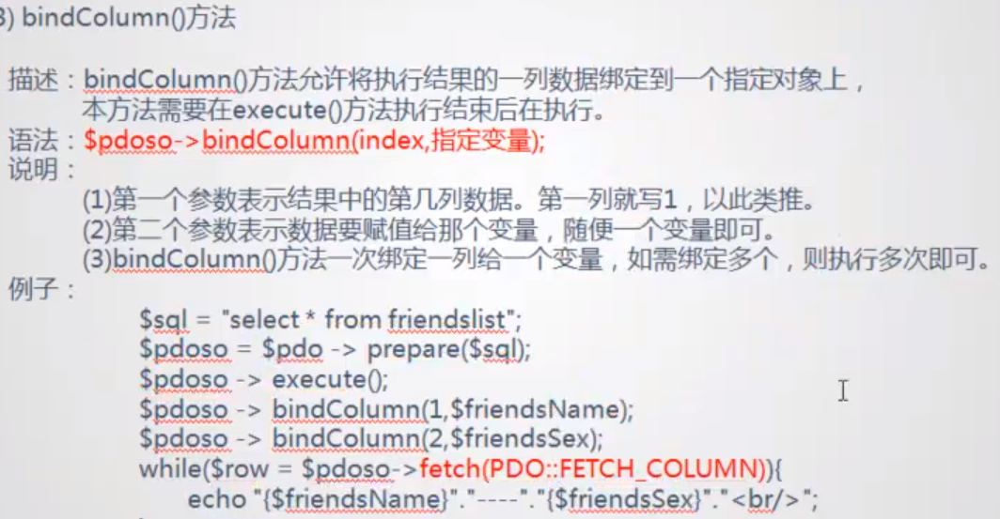 3) bindColumn()方法
描述：bindColumn()方法允许将执行结果的一列数据绑定到一个指定对象上，
本方法需要在execute()方法执行结束后在执行。
语法：$pdoso->bindColumn(index,指定变量);
说明：
(1)第一个参数表示结果中的第几列数据。第一列就写1，以此类推。
(2)第二个参数表示数据要赋值给那个变量，随便一个变量即可。
(3)bindColumn()方法一次绑定一列给一个变量，如需绑定多个，则执行多次即可。
例子：
$sql = "select * from friendslist";
$pdoso = $pdo -> prepare($sql);
$pdoso -> execute();
$pdoso -> bindColumn(1,$friendsName);
$pdoso -> bindColumn(2,$friendsSex);
while($row = $pdoso->fetch(PDO::FETCH_COLUMN)){
echo "{$friendsName}"."----"."{$friendsSex}"."<br/>";